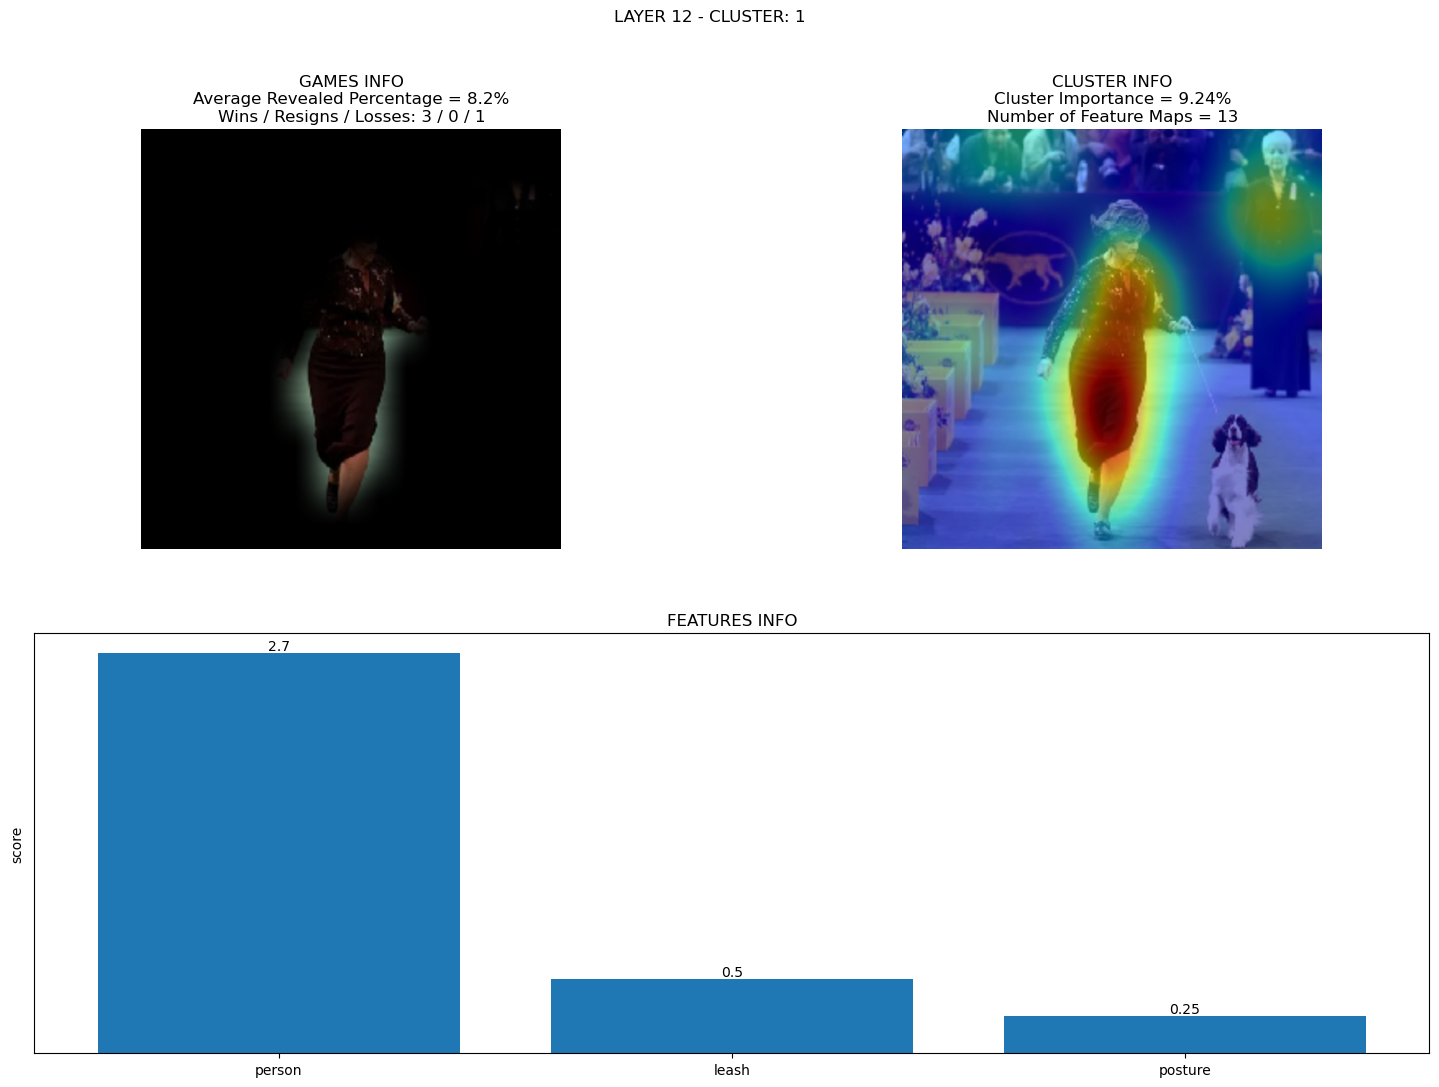 LAYER 12 - CLUSTER: 1
GAMES INFO
Average Revealed Percentage = 8.2%
Wins / Resigns / Losses: 3 / 0 / 1
CLUSTER INFO
Cluster Importance = 9.24%
Number of Feature Maps = 13
FEATURES INFO
2.7
0.5
0.25
score
person
leash
posture